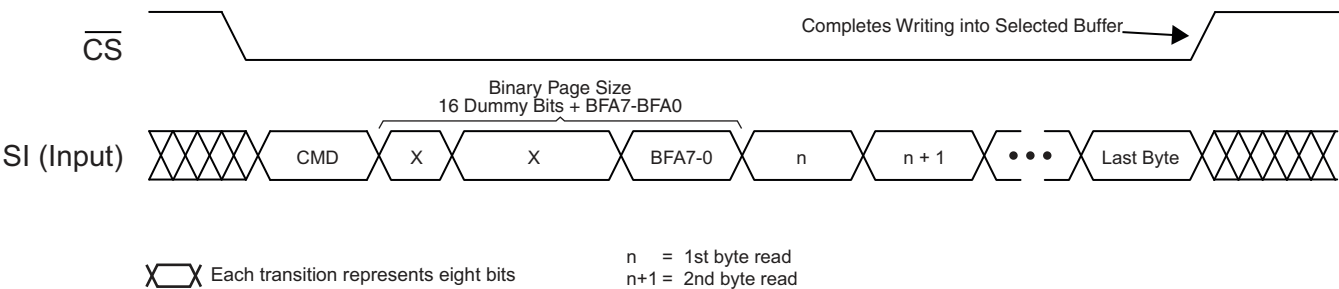 Completes Writing into Selected Buffer
CS
Binary Page Size
16 Dummy Bits + BFA7-BFA0
SI (Input)
CMD
X
X
BFA7-0
n
n + 1
•••
Last Byte
Each transition represents eight bits
n = 1st byte read
n+1 = 2nd byte read